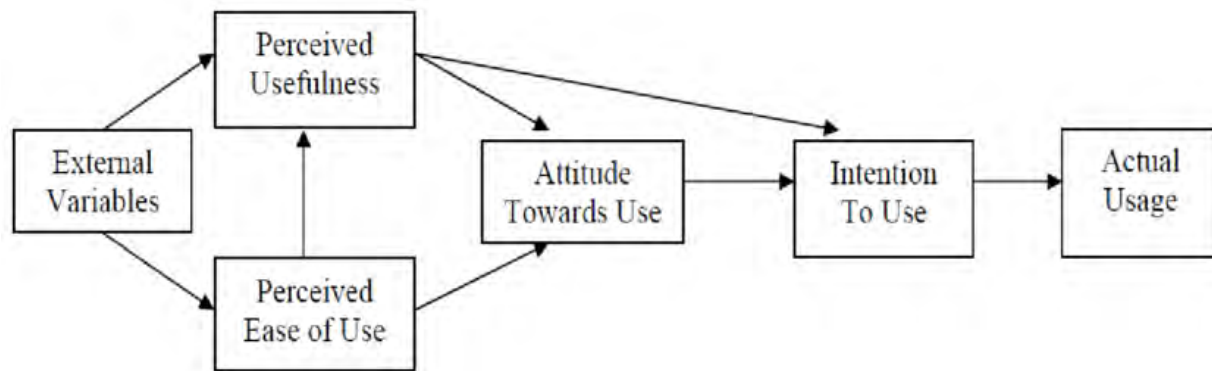 Perceived
Usefulness
External
Variables
Attitude
Towards Use
Intention
To Use
Actual
Usage
Perceived
Ease of Use